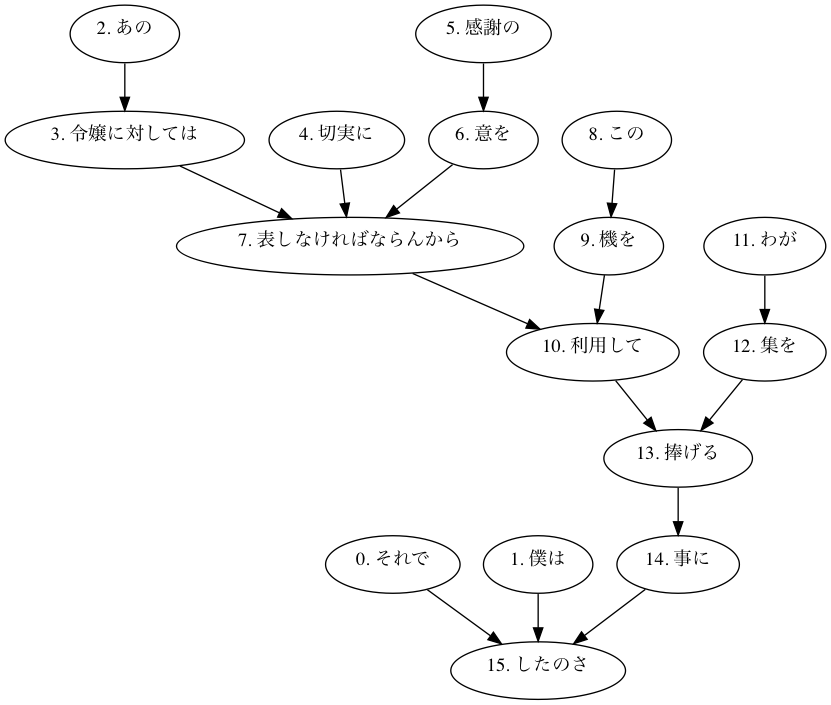 2. あの
5. 感謝の
3. 令嬢に対しては
4. 切実に
6. 意を
8. この
7. 表しなければならんから
9. 機を
11. わが
10. 利用して
12. 集を
13. 捧げる
0. それで
1. 僕は
14. 事に
15. したのさ